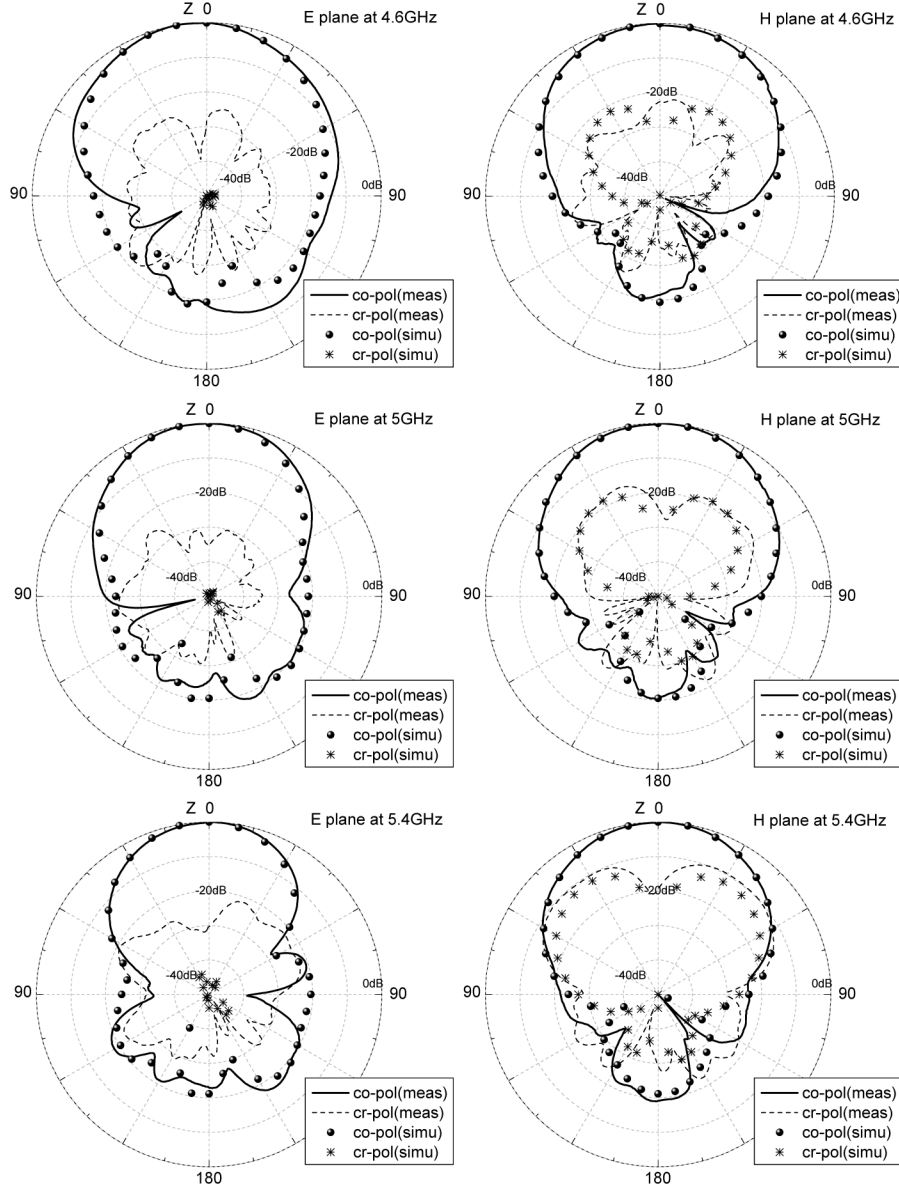 Z 0
E plane at 4.6GHz
-20dB
-40dB
0dB
90
90
180
co-pol(meas)
cr-pol(meas)
co-pol(simu)
cr-pol(simu)
Z 0
H plane at 4.6GHz
-20dB
-40dB
0dB
90
90
180
co-pol(meas)
cr-pol(meas)
co-pol(simu)
cr-pol(simu)
Z 0
E plane at 5GHz
-20dB
-40dB
0dB
90
90
180
co-pol(meas)
cr-pol(meas)
co-pol(simu)
cr-pol(simu)
Z 0
H plane at 5GHz
-20dB
-40dB
0dB
90
90
180
co-pol(meas)
cr-pol(meas)
co-pol(simu)
cr-pol(simu)
Z 0
E plane at 5.4GHz
-20dB
-40dB
0dB
90
90
180
co-pol(meas)
cr-pol(meas)
co-pol(simu)
cr-pol(simu)
Z 0
H plane at 5.4GHz
-20dB
-40dB
0dB
90
90
180
co-pol(meas)
cr-pol(meas)
co-pol(simu)
cr-pol(simu)